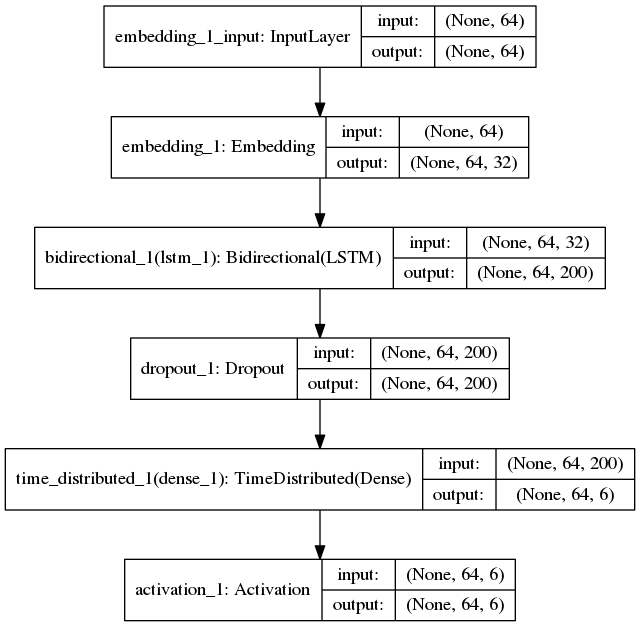 embedding_1_input: InputLayer
input: (None, 64)
output: (None, 64)
embedding_1: Embedding
input: (None, 64)
output: (None, 64, 32)
bidirectional_1(lstm_1): Bidirectional(LSTM)
input: (None, 64, 32)
output: (None, 64, 200)
dropout_1: Dropout
input: (None, 64, 200)
output: (None, 64, 200)
time_distributed_1(dense_1): TimeDistributed(Dense)
input: (None, 64, 200)
output: (None, 64, 6)
activation_1: Activation
input: (None, 64, 6)
output: (None, 64, 6)